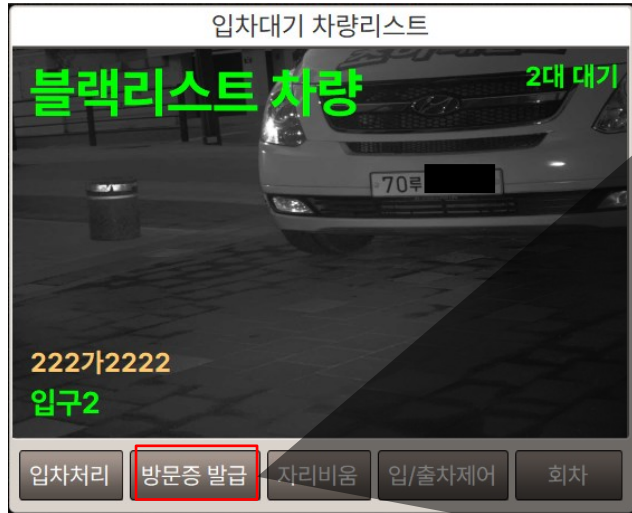 입차대기 차량리스트
블랙리스트 차량
2대 대기
70루
222가2222
입구2
입차처리 방문증 발급 자리비움 입/출차제어 회차